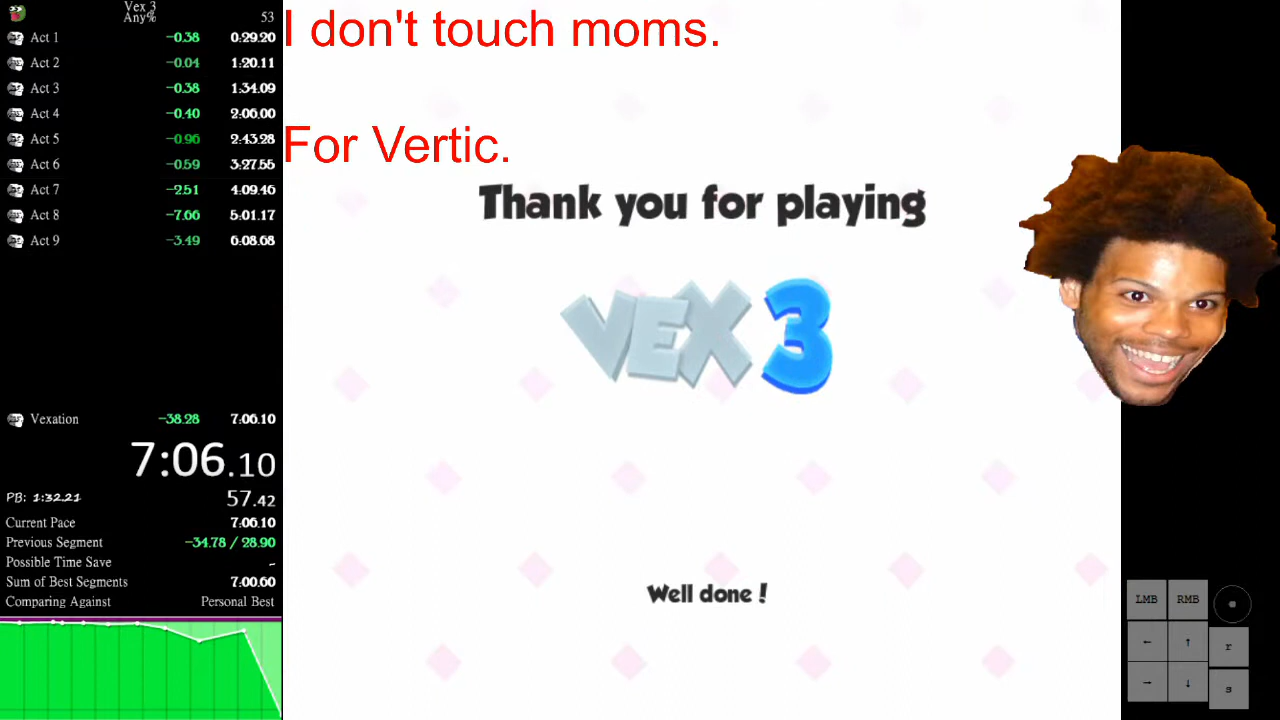 Vex 3
Any%
53
Act 1 -0.38 0:29.20
Act 2 -0.04 1:20.11
Act 3 -0.38 1:34.09
Act 4 -0.40 2:06.00
Act 5 -0.96 2:43.28
Act 6 -0.59 3:27.55
Act 7 -2.51 4:09.46
Act 8 -7.66 5:01.17
Act 9 -3.49 6:08.68
Vexation -38.28 7:06.10
7:06.10
PB: 1:32.21 57.42
Current Pace 7:06.10
Previous Segment -34.78 / 28.90
Possible Time Save -
Sum of Best Segments 7:00.60
Comparing Against Personal Best
I don't touch moms.
For Vertic.
Thank you for playing
VEX 3
Well done !
LMB RMB
← ↑ r
→ ↓ s